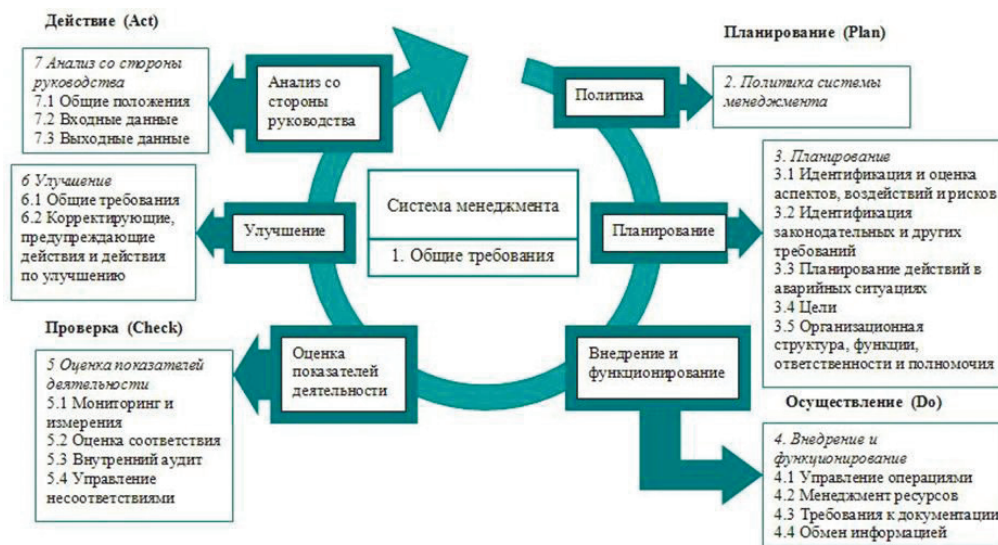 Действие (Act)
7 Анализ со стороны
руководства
7.1 Общие положения
7.2 Входные данные
7.3 Выходные данные
Анализ со
стороны
руководства
6 Улучшение
6.1 Общие требования
6.2 Корректирующие,
предупреждающие
действия и действия
по улучшению
Улучшение
Проверка (Check)
5 Оценка показателей
деятельности
5.1 Мониторинг и
измерения
5.2 Оценка соответствия
5.3 Внутренний аудит
5.4 Управление
несоответствиями
Оценка
показателей
деятельности
Система менеджмента
1. Общие требования
Планирование (Plan)
Политика
2. Политика системы
менеджмента
Планирование
3. Планирование
3.1 Идентификация и оценка
аспектов, воздействий и рисков
3.2 Идентификация
законодательных и других
требований
3.3 Планирование действий в
аварийных ситуациях
3.4 Цели
3.5 Организационная
структура, функции,
ответственности и полномочия
Внедрение и
функционирование
Осуществление (Do)
4. Внедрение и
функционирование
4.1 Управление операциями
4.2 Менеджмент ресурсов
4.3 Требования к документации
4.4 Обмен информацией